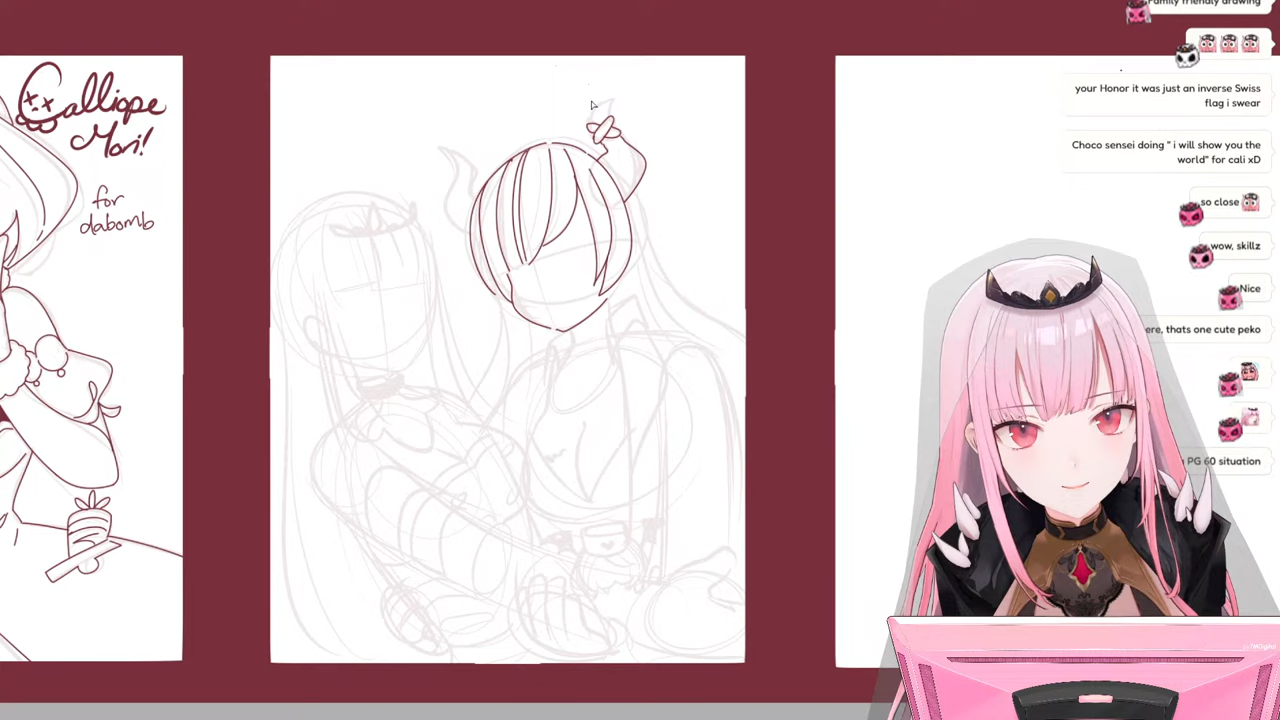 Calliope
Mori!
for
dabomb
Family friendly drawing
your Honor it was just an inverse Swiss
flag i swear
Choco sensei doing " i will show you the
world" for cali xD
so close
wow, skillz
Nice
ere, thats one cute peko
PG 60 situation